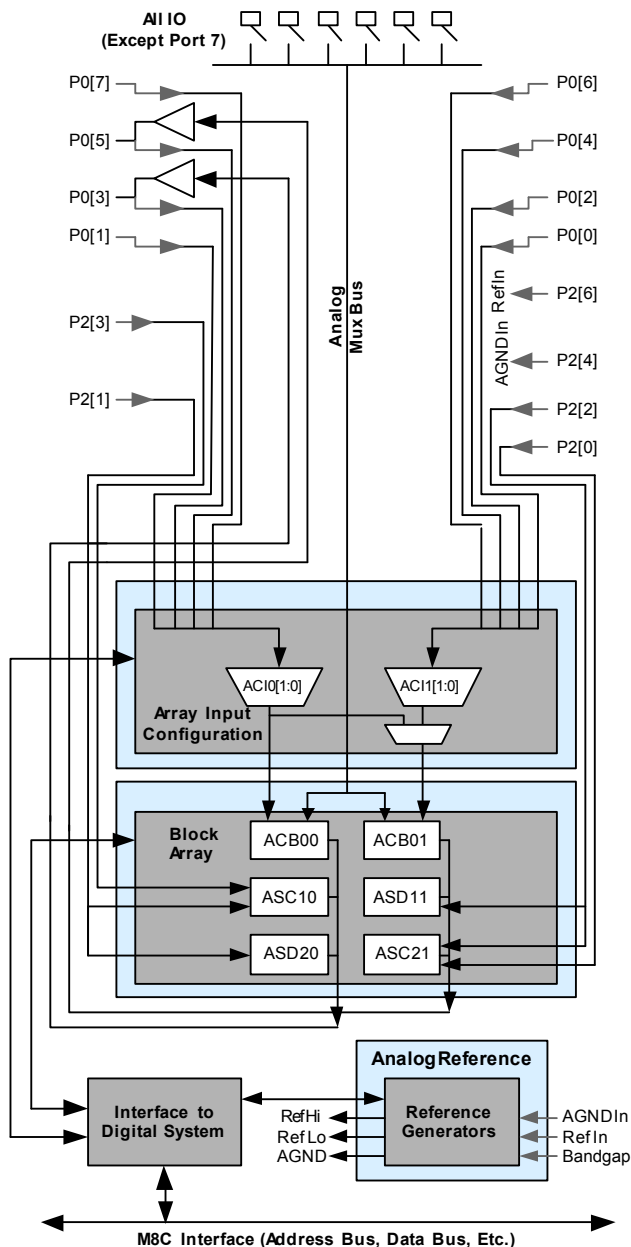 All IO
(Except Port 7)
P0[7]
P0[6]
P0[5]
P0[4]
P0[3]
P0[2]
P0[1]
P0[0]
Analog
Mux Bus
AGNDIn RefIn
P2[6]
P2[3]
P2[4]
P2[1]
P2[2]
P2[0]
ACI0[1:0]
ACI1[1:0]
Array Input
Configuration
Block
Array
ACB00
ACB01
ASC10
ASD11
ASD20
ASC21
AnalogReference
Interface to
Digital System
RefHi
RefLo
AGND
Reference
Generators
AGNDIn
RefIn
Bandgap
M8C Interface (Address Bus, Data Bus, Etc.)